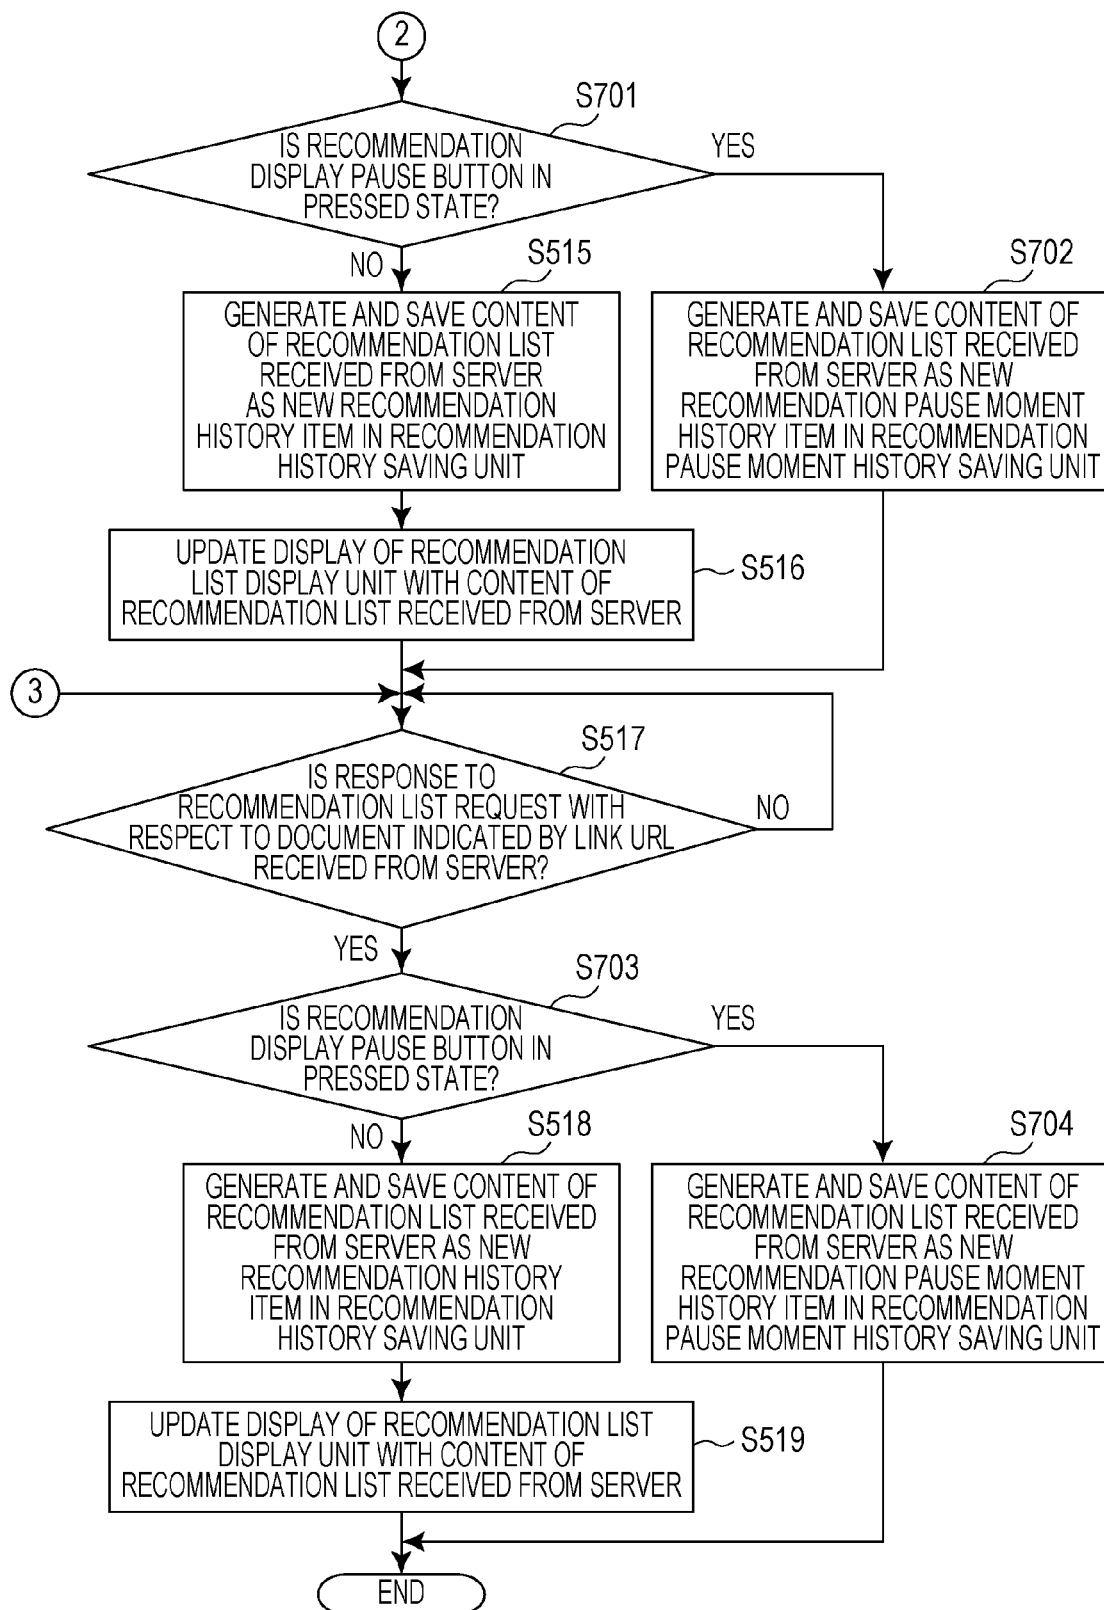 2
S701
IS RECOMMENDATION
DISPLAY PAUSE BUTTON IN
PRESSED STATE?
YES
NO
S515
GENERATE AND SAVE CONTENT
OF RECOMMENDATION LIST
RECEIVED FROM SERVER
AS NEW RECOMMENDATION
HISTORY ITEM IN RECOMMENDATION
HISTORY SAVING UNIT
S702
GENERATE AND SAVE CONTENT OF
RECOMMENDATION LIST RECEIVED
FROM SERVER AS NEW
RECOMMENDATION PAUSE MOMENT
HISTORY ITEM IN RECOMMENDATION
PAUSE MOMENT HISTORY SAVING UNIT
UPDATE DISPLAY OF RECOMMENDATION
LIST DISPLAY UNIT WITH CONTENT OF
RECOMMENDATION LIST RECEIVED FROM SERVER
S516
3
S517
IS RESPONSE TO
RECOMMENDATION LIST REQUEST WITH
RESPECT TO DOCUMENT INDICATED BY LINK URL
RECEIVED FROM SERVER?
NO
YES
S703
IS RECOMMENDATION
DISPLAY PAUSE BUTTON IN
PRESSED STATE?
YES
NO
S518
GENERATE AND SAVE CONTENT OF
RECOMMENDATION LIST RECEIVED
FROM SERVER AS NEW
RECOMMENDATION HISTORY
ITEM IN RECOMMENDATION
HISTORY SAVING UNIT
S704
GENERATE AND SAVE CONTENT OF
RECOMMENDATION LIST RECEIVED
FROM SERVER AS NEW
RECOMMENDATION PAUSE MOMENT
HISTORY ITEM IN RECOMMENDATION
PAUSE MOMENT HISTORY SAVING UNIT
UPDATE DISPLAY OF RECOMMENDATION LIST
DISPLAY UNIT WITH CONTENT OF
RECOMMENDATION LIST RECEIVED FROM SERVER
S519
END